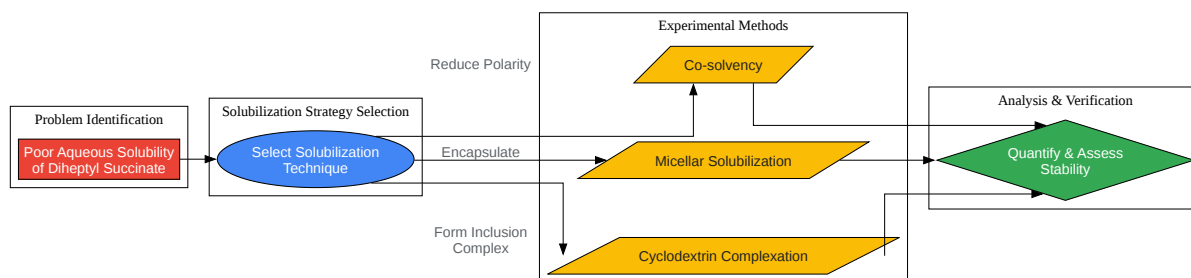 Problem Identification
Poor Aqueous Solubility
of Diheptyl Succinate
Solubilization Strategy Selection
Select Solubilization
Technique
Reduce Polarity
Encapsulate
Form Inclusion
Complex
Experimental Methods
Co-solvency
Micellar Solubilization
Cyclodextrin Complexation
Analysis & Verification
Quantify & Assess
Stability